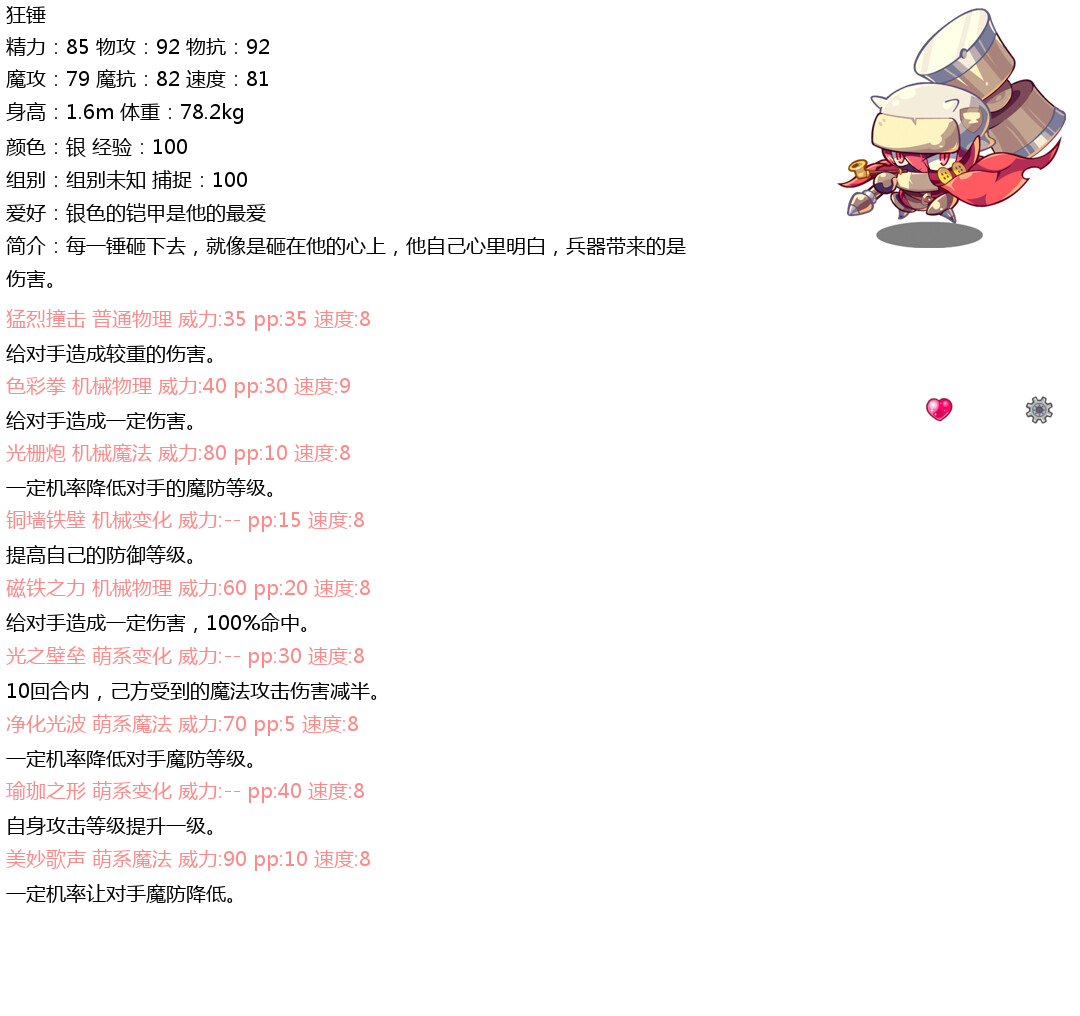 狂锤
精力：85 物攻：92 物抗：92
魔攻：79 魔抗：82 速度：81
身高：1.6m 体重：78.2kg
颜色：银 经验：100
组别：组别未知 捕捉：100
爱好：银色的铠甲是他的最爱
简介：每一锤砸下去，就像是砸在他的心上，他自己心里明白，兵器带来的是
伤害。
猛烈撞击 普通物理 威力:35 pp:35 速度:8
给对手造成较重的伤害。
色彩拳 机械物理 威力:40 pp:30 速度:9
给对手造成一定伤害。
光栅炮 机械魔法 威力:80 pp:10 速度:8
一定机率降低对手的魔防等级。
铜墙铁壁 机械变化 威力:-- pp:15 速度:8
提高自己的防御等级。
磁铁之力 机械物理 威力:60 pp:20 速度:8
给对手造成一定伤害，100%命中。
光之壁垒 萌系变化 威力:-- pp:30 速度:8
10回合内，己方受到的魔法攻击伤害减半。
净化光波 萌系魔法 威力:70 pp:5 速度:8
一定机率降低对手魔防等级。
瑜珈之形 萌系变化 威力:-- pp:40 速度:8
自身攻击等级提升一级。
美妙歌声 萌系魔法 威力:90 pp:10 速度:8
一定机率让对手魔防降低。